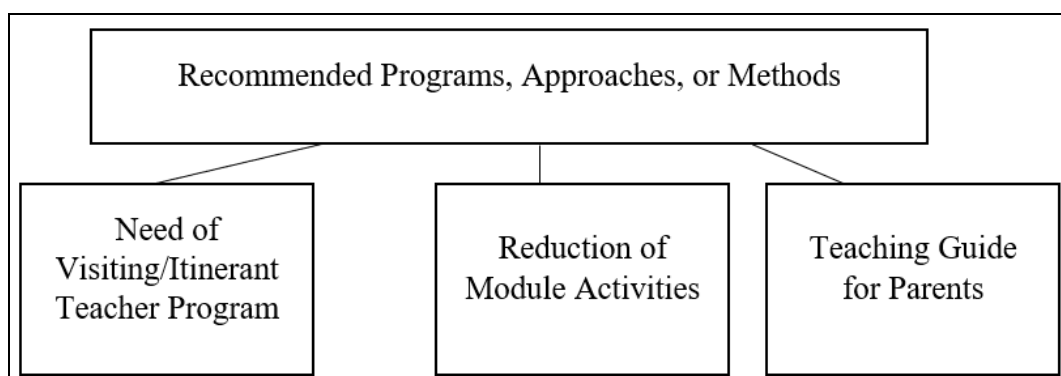 Recommended Programs, Approaches, or Methods
Need of
Visiting/Itinerant
Teacher Program
Reduction of
Module Activities
Teaching Guide
for Parents